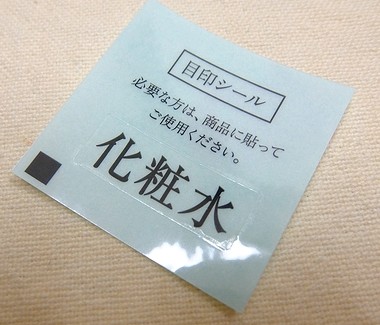 目印シール
必要な方は、商品に貼って
ご使用ください。
化粧水